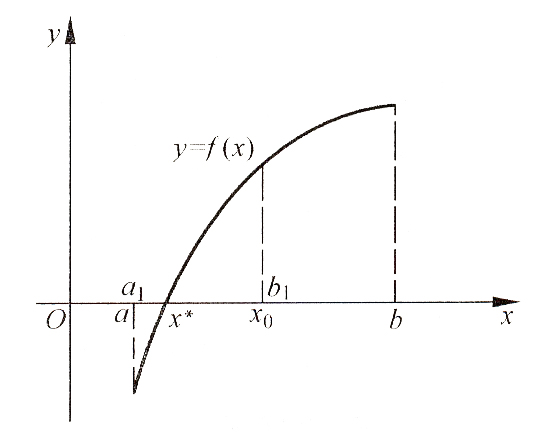 y
y=f(x)
a₁ b₁
O a x* x₀ b x